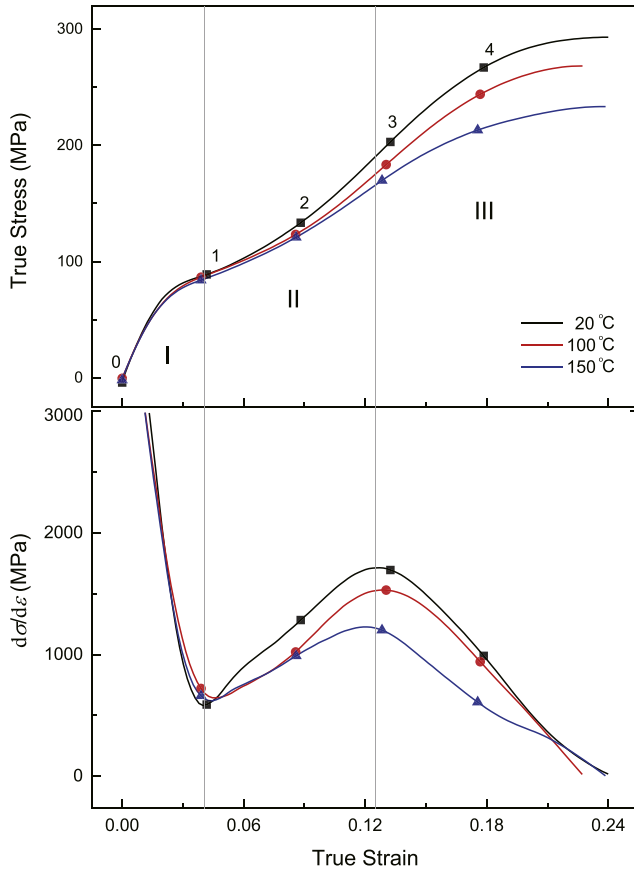 300
200
100
0
True Stress (MPa)
0
1
2
3
4
I
II
III
20 °C
100 °C
150 °C
3000
2000
1000
0
dσ/dε (MPa)
0.00
0.06
0.12
0.18
0.24
True Strain